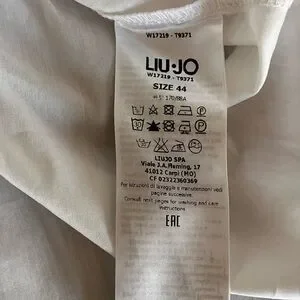 W17219 - T9371
LIU·JO
W17219 - T9371
SIZE 44
170/88A
LIUJO SPA
Viale J.A.Fleming, 17
41012 Carpi (MO)
CF 02322360369
Per istruzioni di lavaggio e manutenzioni vedi
pagine successive.
Consult next pages for washing and care
instructions
EAC